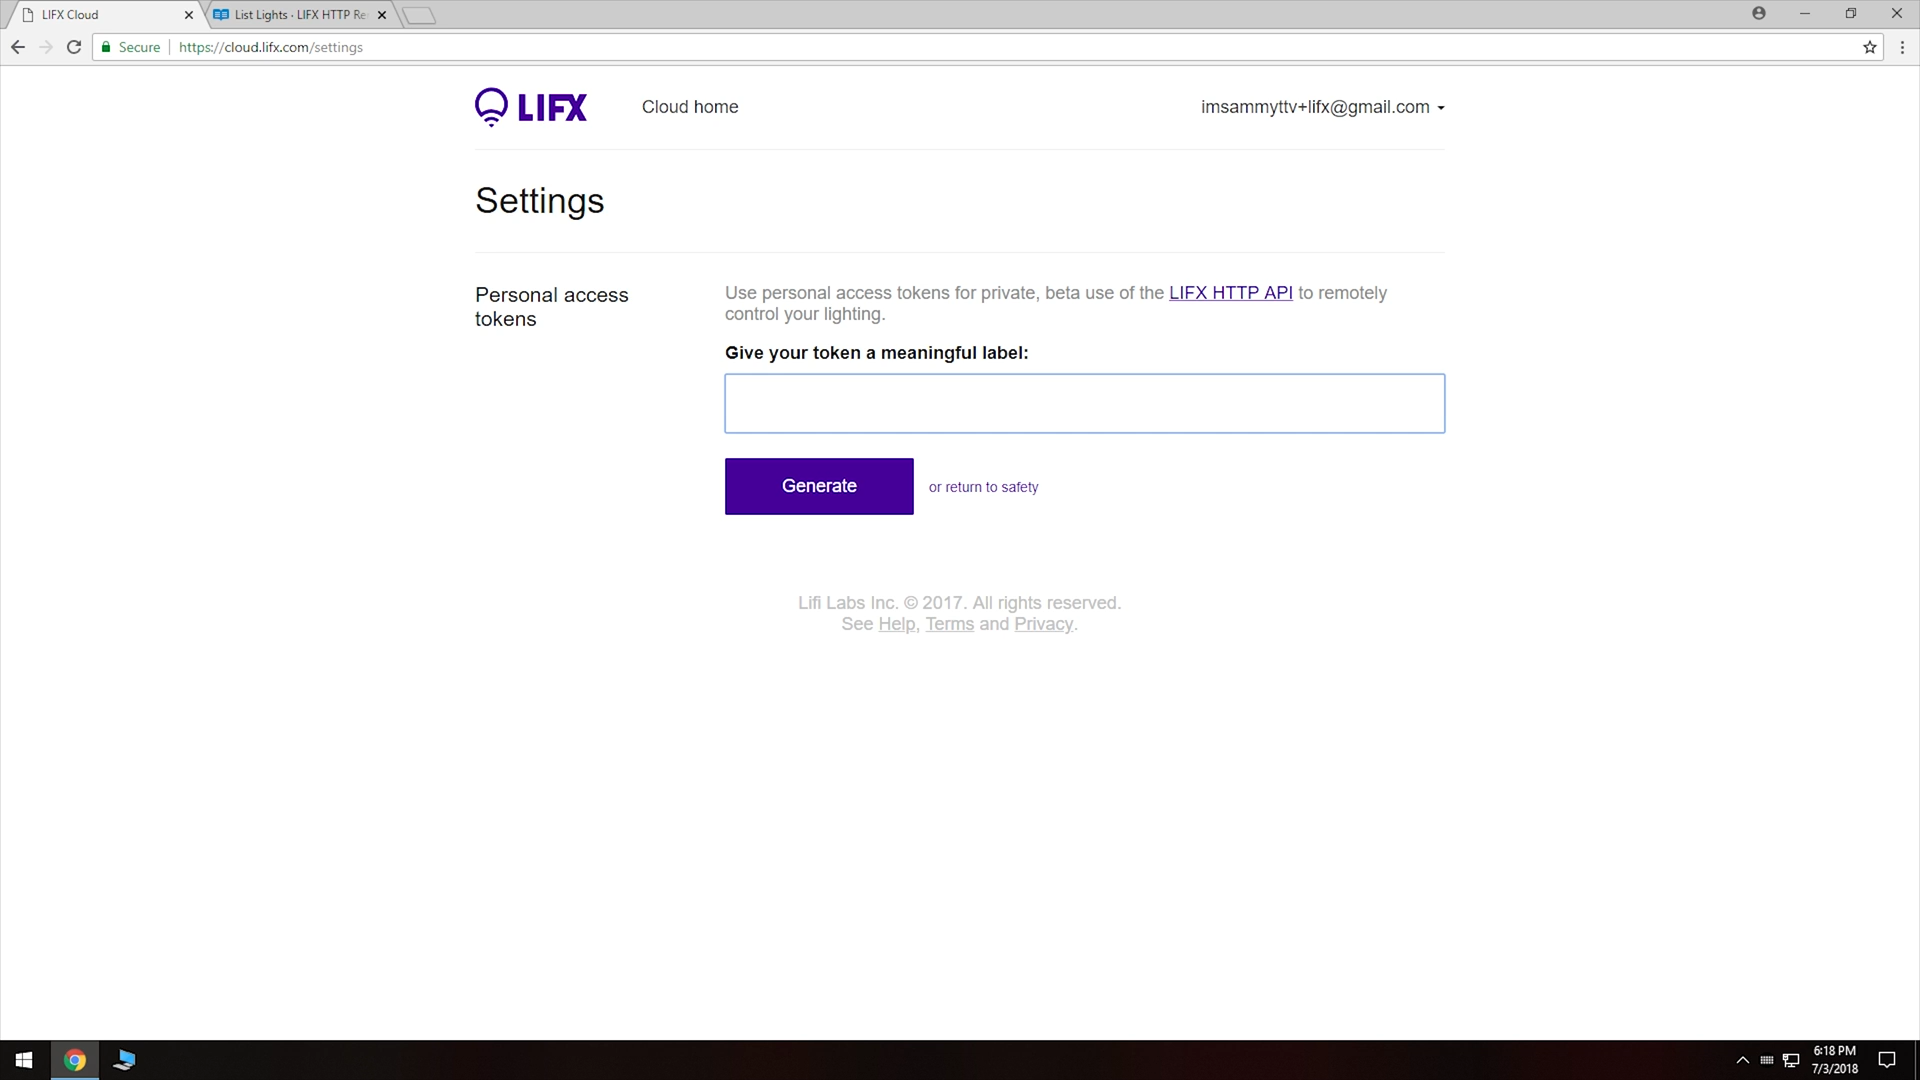 LIFX Cloud
List Lights - LIFX HTTP Re
Secure
https://cloud.lifx.com/settings
LIFX
Cloud home
imsammyttv+lifx@gmail.com
Settings
Personal access
tokens
Use personal access tokens for private, beta use of the LIFX HTTP API to remotely
control your lighting.
Give your token a meaningful label:
Generate
or return to safety
Lifi Labs Inc. © 2017. All rights reserved.
See Help, Terms and Privacy.
6:18 PM
7/3/2018